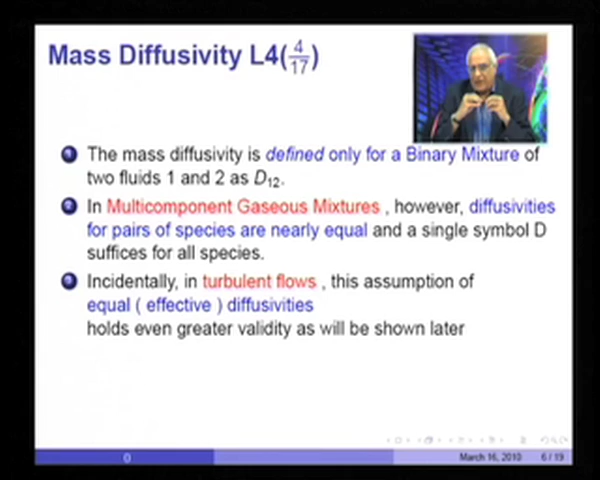 Mass Diffusivity L4(4/17)
1 The mass diffusivity is defined only for a Binary Mixture of
two fluids 1 and 2 as D12.
2 In Multicomponent Gaseous Mixtures , however, diffusivities
for pairs of species are nearly equal and a single symbol D
suffices for all species.
3 Incidentally, in turbulent flows , this assumption of
equal ( effective ) diffusivities
holds even greater validity as will be shown later
() March 16, 2010 6 / 19